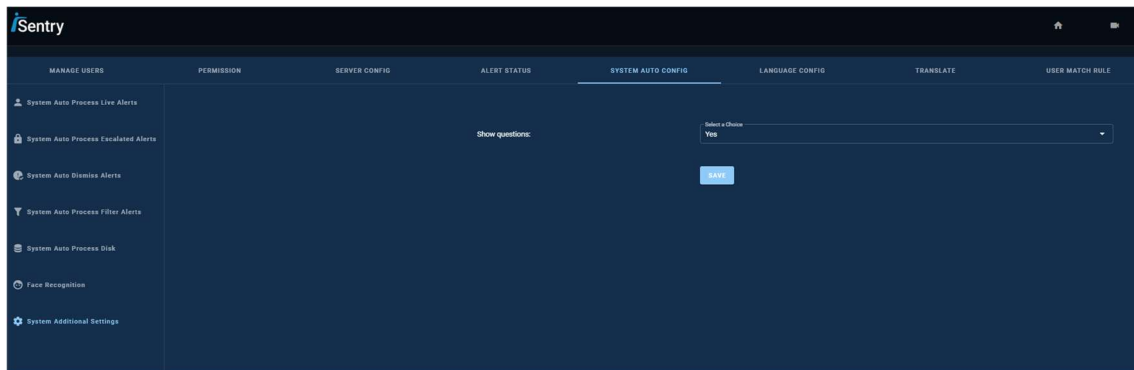 iSentry
MANAGE USERS PERMISSION SERVER CONFIG ALERT STATUS SYSTEM AUTO CONFIG LANGUAGE CONFIG TRANSLATE USER MATCH RULE
System Auto Process Live Alerts
System Auto Process Escalated Alerts
System Auto Dismiss Alerts
System Auto Process Filter Alerts
System Auto Process Disk
Face Recognition
System Additional Settings
Show questions:
Select a Choice
Yes
SAVE